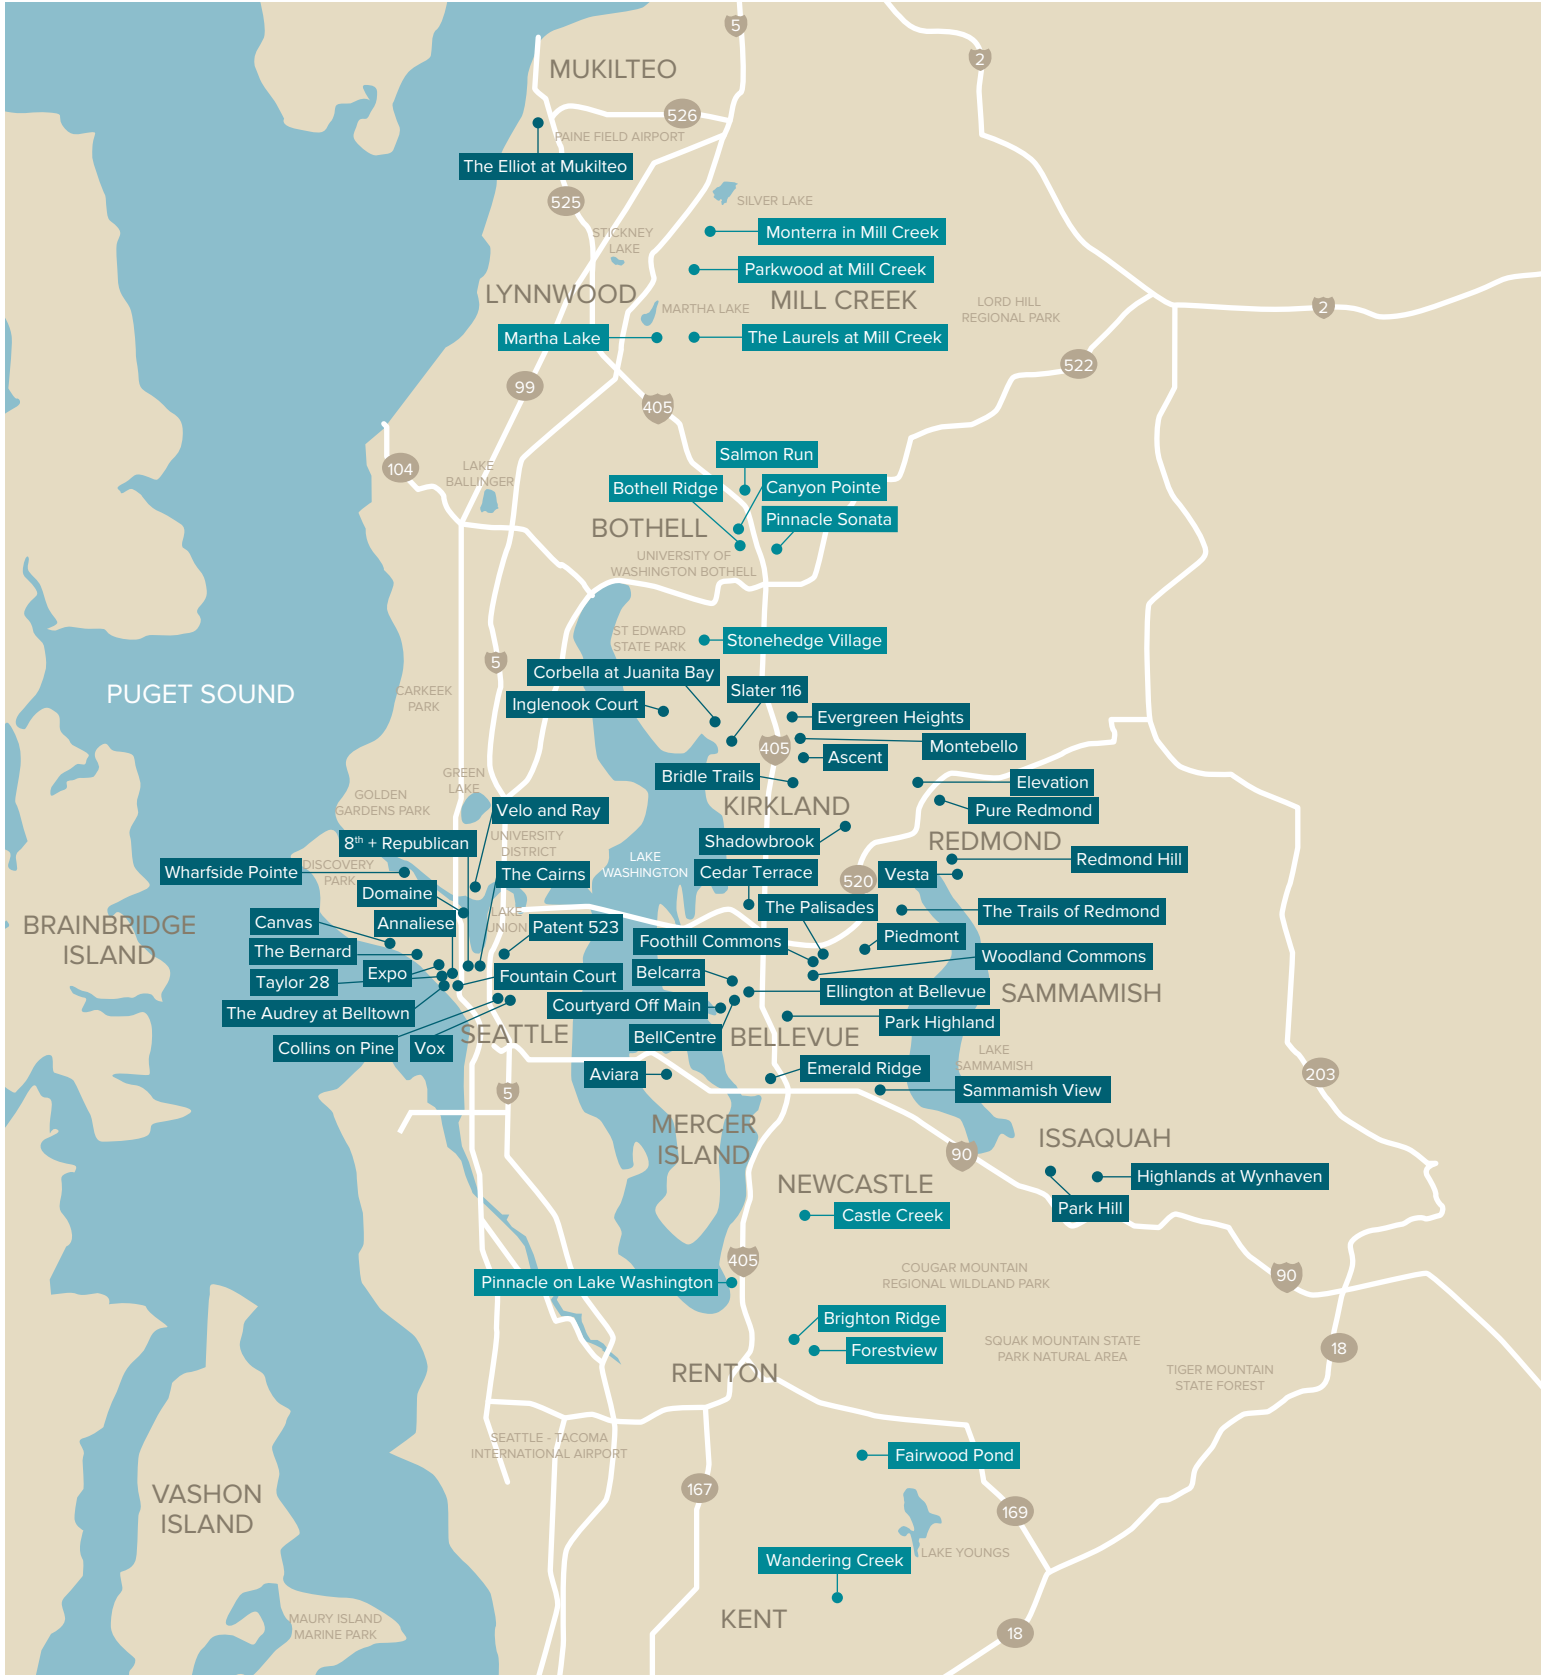 5
2
MUKILTEO
526
PAINE FIELD AIRPORT
The Elliot at Mukilteo
525
SILVER LAKE
STICKNEY
LAKE
Monterra in Mill Creek
Parkwood at Mill Creek
LYNNWOOD
MILL CREEK
MARTHA LAKE
LORD HILL
REGIONAL PARK
2
Martha Lake
The Laurels at Mill Creek
522
99
405
104
LAKE
BALLINGER
Salmon Run
Bothell Ridge
Canyon Pointe
Pinnacle Sonata
BOTHELL
UNIVERSITY OF
WASHINGTON BOTHELL
ST EDWARD
STATE PARK
Stonehedge Village
5
Corbella at Juanita Bay
Slater 116
PUGET SOUND
CARKEEK
PARK
Inglenook Court
Evergreen Heights
405
Montebello
Ascent
Bridle Trails
GREEN
LAKE
Elevation
GOLDEN
GARDENS PARK
Velo and Ray
KIRKLAND
Pure Redmond
8th + Republican
UNIVERSITY
DISTRICT
Shadowbrook
REDMOND
Wharfside Pointe
DISCOVERY
PARK
The Cairns
LAKE
WASHINGTON
Cedar Terrace
520
Vesta
Redmond Hill
Domaine
The Palisades
The Trails of Redmond
BRAINBRIDGE
ISLAND
Canvas
Annaliese
LAKE
UNION
Patent 523
Foothill Commons
Piedmont
The Bernard
Woodland Commons
Taylor 28
Expo
Fountain Court
Belcarra
Ellington at Bellevue
SAMMAMISH
The Audrey at Belltown
Courtyard Off Main
Park Highland
Collins on Pine
Vox
SEATTLE
BellCentre
BELLEVUE
LAKE
SAMMAMISH
Aviara
Emerald Ridge
Sammamish View
5
203
MERCER
ISLAND
ISSAQUAH
90
NEWCASTLE
Highlands at Wynhaven
Park Hill
Castle Creek
405
COUGAR MOUNTAIN
REGIONAL WILDLAND PARK
90
Pinnacle on Lake Washington
Brighton Ridge
Forestview
SQUAK MOUNTAIN STATE
PARK NATURAL AREA
18
RENTON
TIGER MOUNTAIN
STATE FOREST
SEATTLE - TACOMA
INTERNATIONAL AIRPORT
Fairwood Pond
167
VASHON
ISLAND
169
LAKE YOUNGS
Wandering Creek
MAURY ISLAND
MARINE PARK
KENT
18